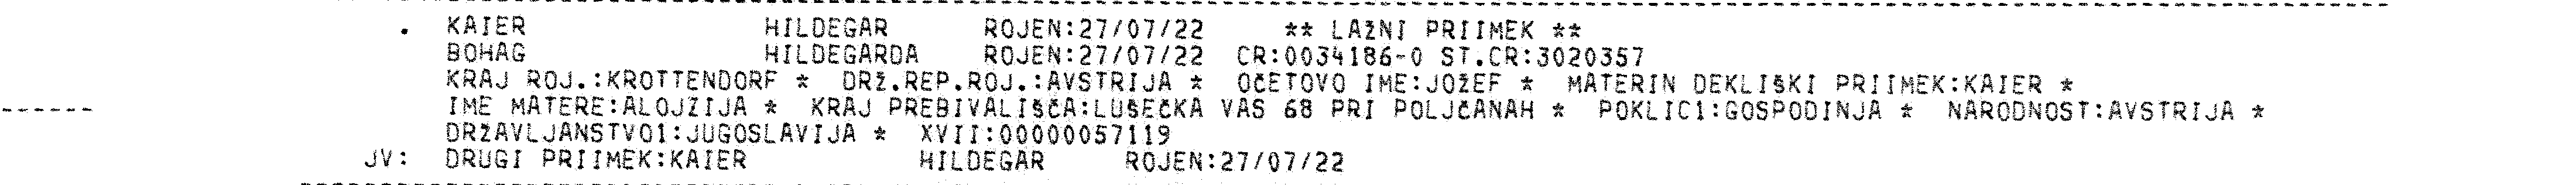 . KAIER HILDEGAR ROJEN:27/07/22 ** LAŽNI PRIIMEK **
BOHAG HILDEGARDA ROJEN:27/07/22 CR:0034186-0 ST.CR:3020357
KRAJ ROJ.:KROTTENDORF * DRŽ.REP.ROJ.:AVSTRIJA * OČETOVO IME:JOŽEF * MATERIN DEKLIŠKI PRIIMEK:KAIER *
------ IME MATERE:ALOJZIJA * KRAJ PREBIVALIŠČA:LUŠEČKA VAS 68 PRI POLJČANAH * POKLIC1:GOSPODINJA * NARODNOST:AVSTRIJA *
DRŽAVLJANSTVO1:JUGOSLAVIJA * XVII:00000057119
JV: DRUGI PRIIMEK:KAIER HILDEGAR ROJEN:27/07/22